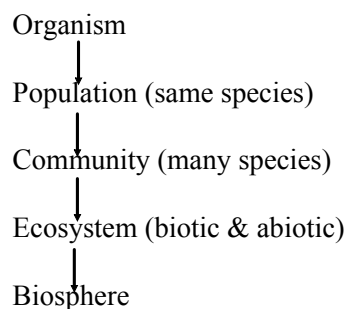 Organism
Population (same species)
Community (many species)
Ecosystem (biotic & abiotic)
Biosphere